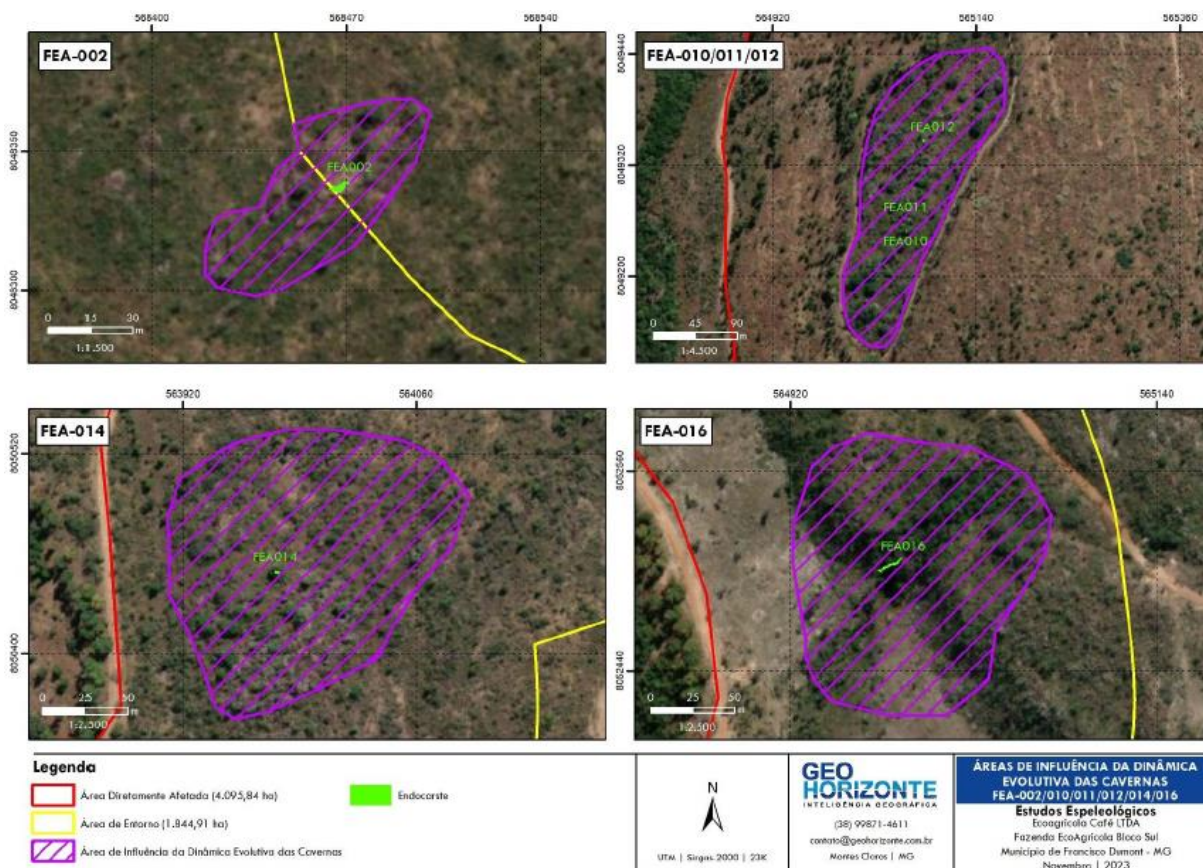 568400 568470 568540
564920 565140 565360
FEA-002
8048350
8048300
FEA002
0 15 30
m
1:1.500
FEA-010/011/012
8049440
8049320
8049200
FEA012
FEA011
FEA010
0 45 90
m
1:4.500
563920 564060
564920 565140
FEA-014
8050520
8050400
FEA014
0 25 50
m
1:2.500
FEA-016
8052560
8052440
FEA016
0 25 50
m
1:2.500
Legenda
Área Diretamente Afetada (4.095,84 ha)
Endocarste
Área de Entorno (1.844,91 ha)
Área de Influência da Dinâmica Evolutiva das Cavernas
N
UTM | Sirgas 2000 | 23K
GEO
HORIZONTE
INTELIGÊNCIA GEOGRÁFICA
(38) 99871-4611
contato@geohorizonte.com.br
Montes Claros | MG
ÁREAS DE INFLUÊNCIA DA DINÂMICA
EVOLUTIVA DAS CAVERNAS
FEA-002/010/011/012/014/016
Estudos Espeleológicos
Ecoagrícola Café LTDA
Fazenda EcoAgrícola Bloco Sul
Município de Francisco Dumont - MG
Novembro | 2023